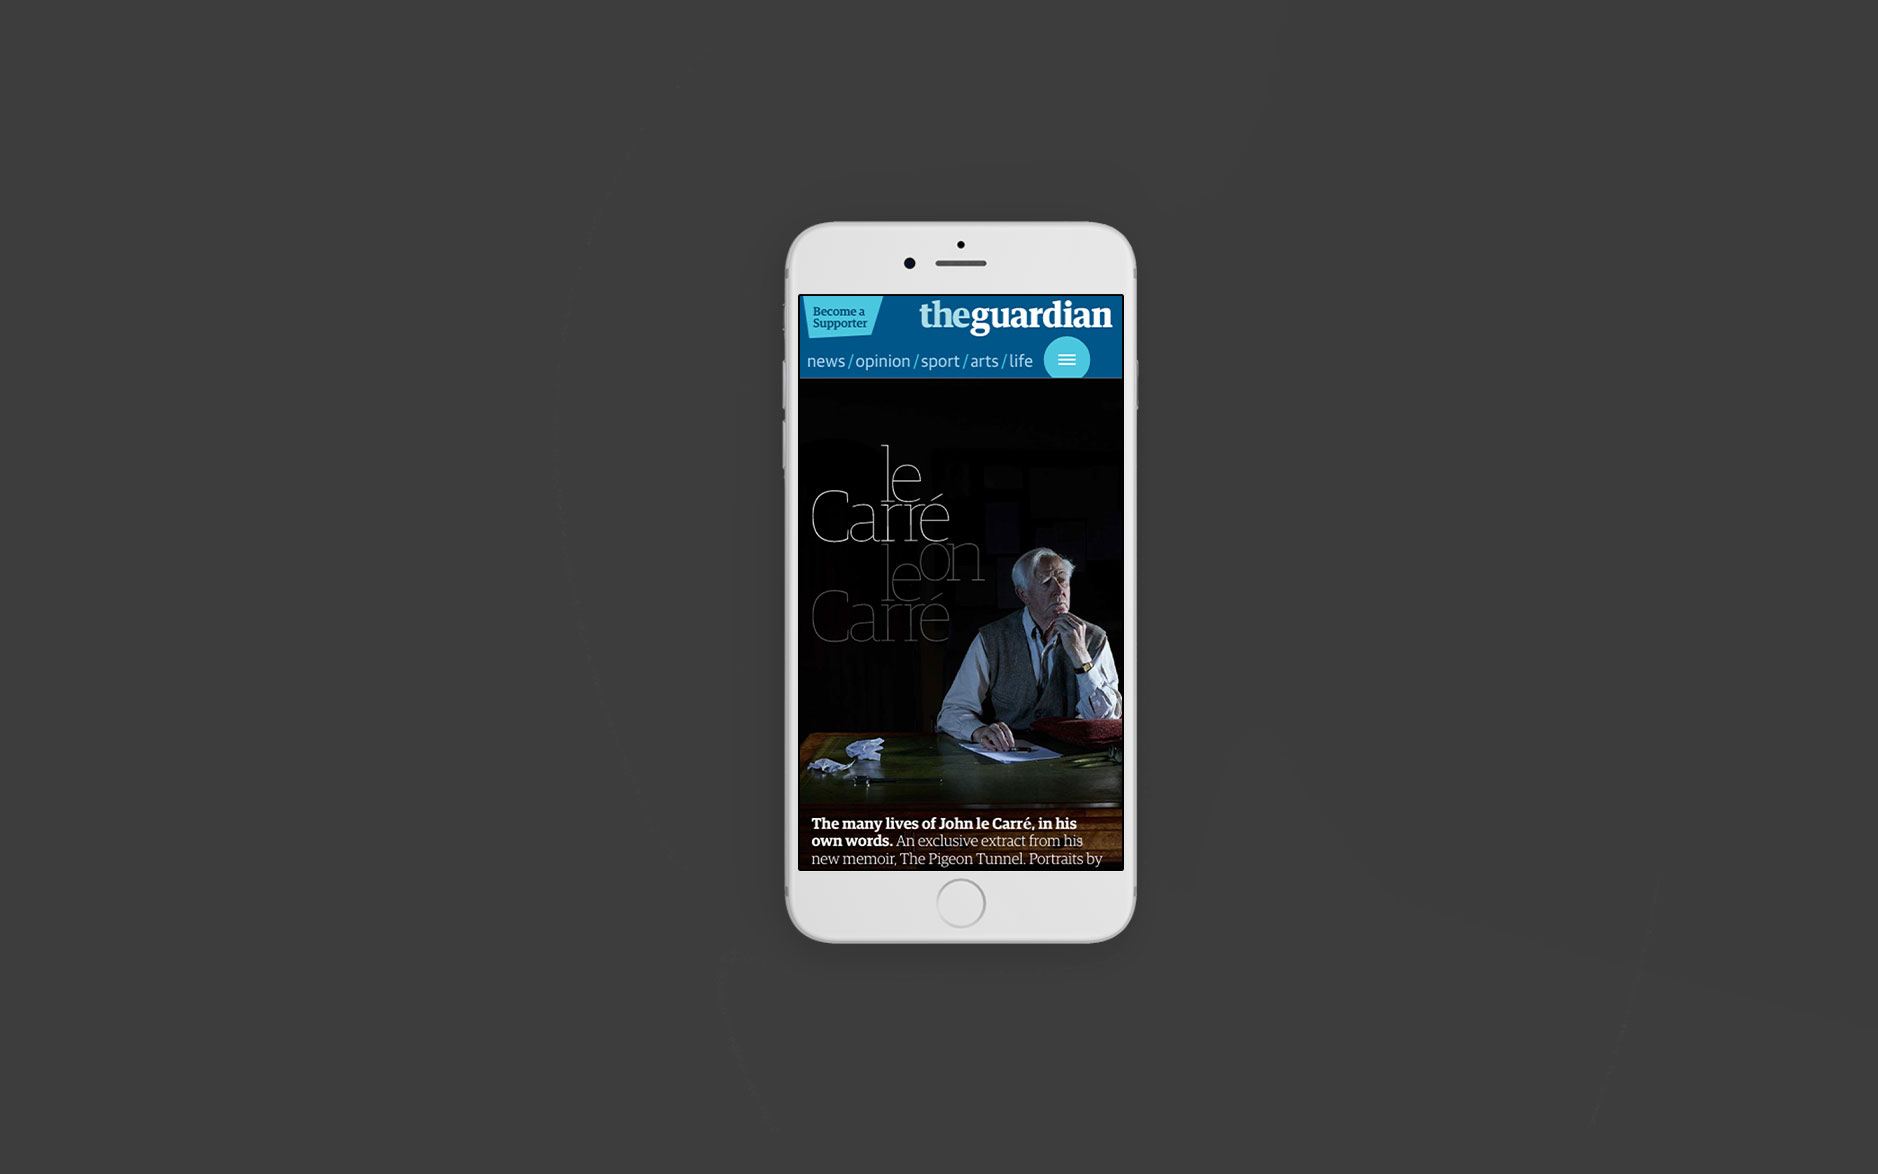 Become a
Supporter
theguardian
news / opinion / sport / arts / life
le
Carré
on
le
Carré
The many lives of John le Carré, in his
own words. An exclusive extract from his
new memoir, The Pigeon Tunnel. Portraits by